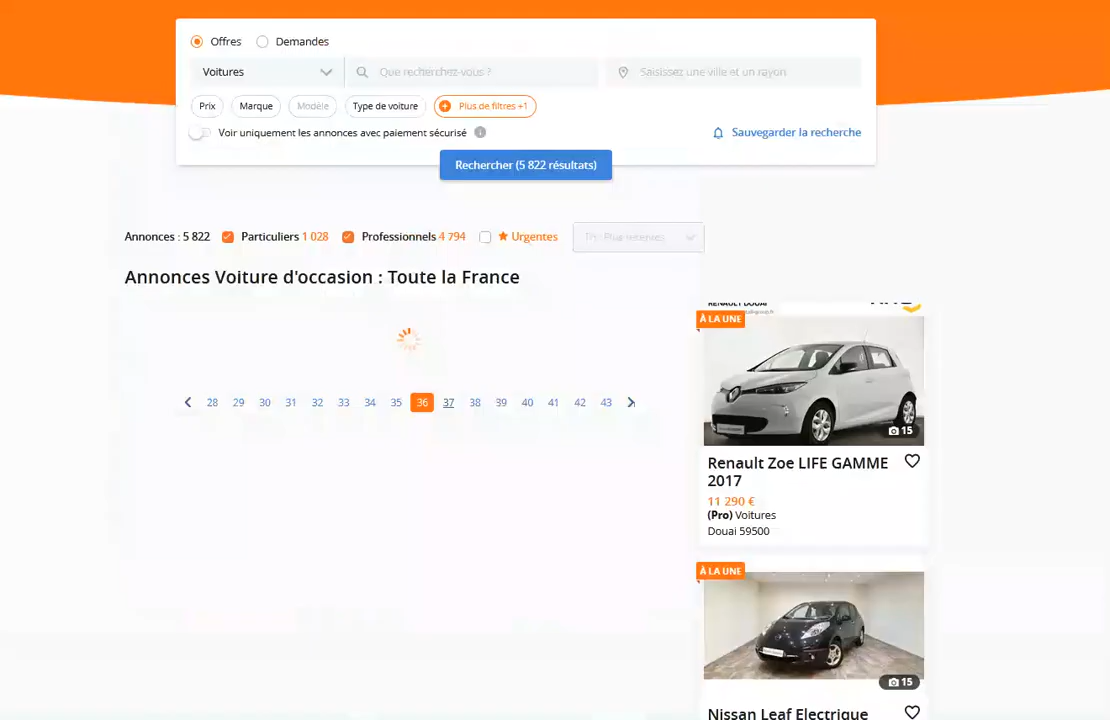 Offres Demandes
Voitures Que recherchez-vous ? Saisissez une ville et un rayon
Prix Marque Modèle Type de voiture Plus de filtres +1
Voir uniquement les annonces avec paiement sécurisé i Sauvegarder la recherche
Rechercher (5 822 résultats)
Annonces : 5 822 Particuliers 1 028 Professionnels 4 794 Urgentes Tri : Plus récentes
Annonces Voiture d'occasion : Toute la France
28 29 30 31 32 33 34 35 36 37 38 39 40 41 42 43
RENAULT DOUAI
À LA UNE
15
Renault Zoe LIFE GAMME
2017
11 290 €
(Pro) Voitures
Douai 59500
À LA UNE
15
Nissan Leaf Electrique